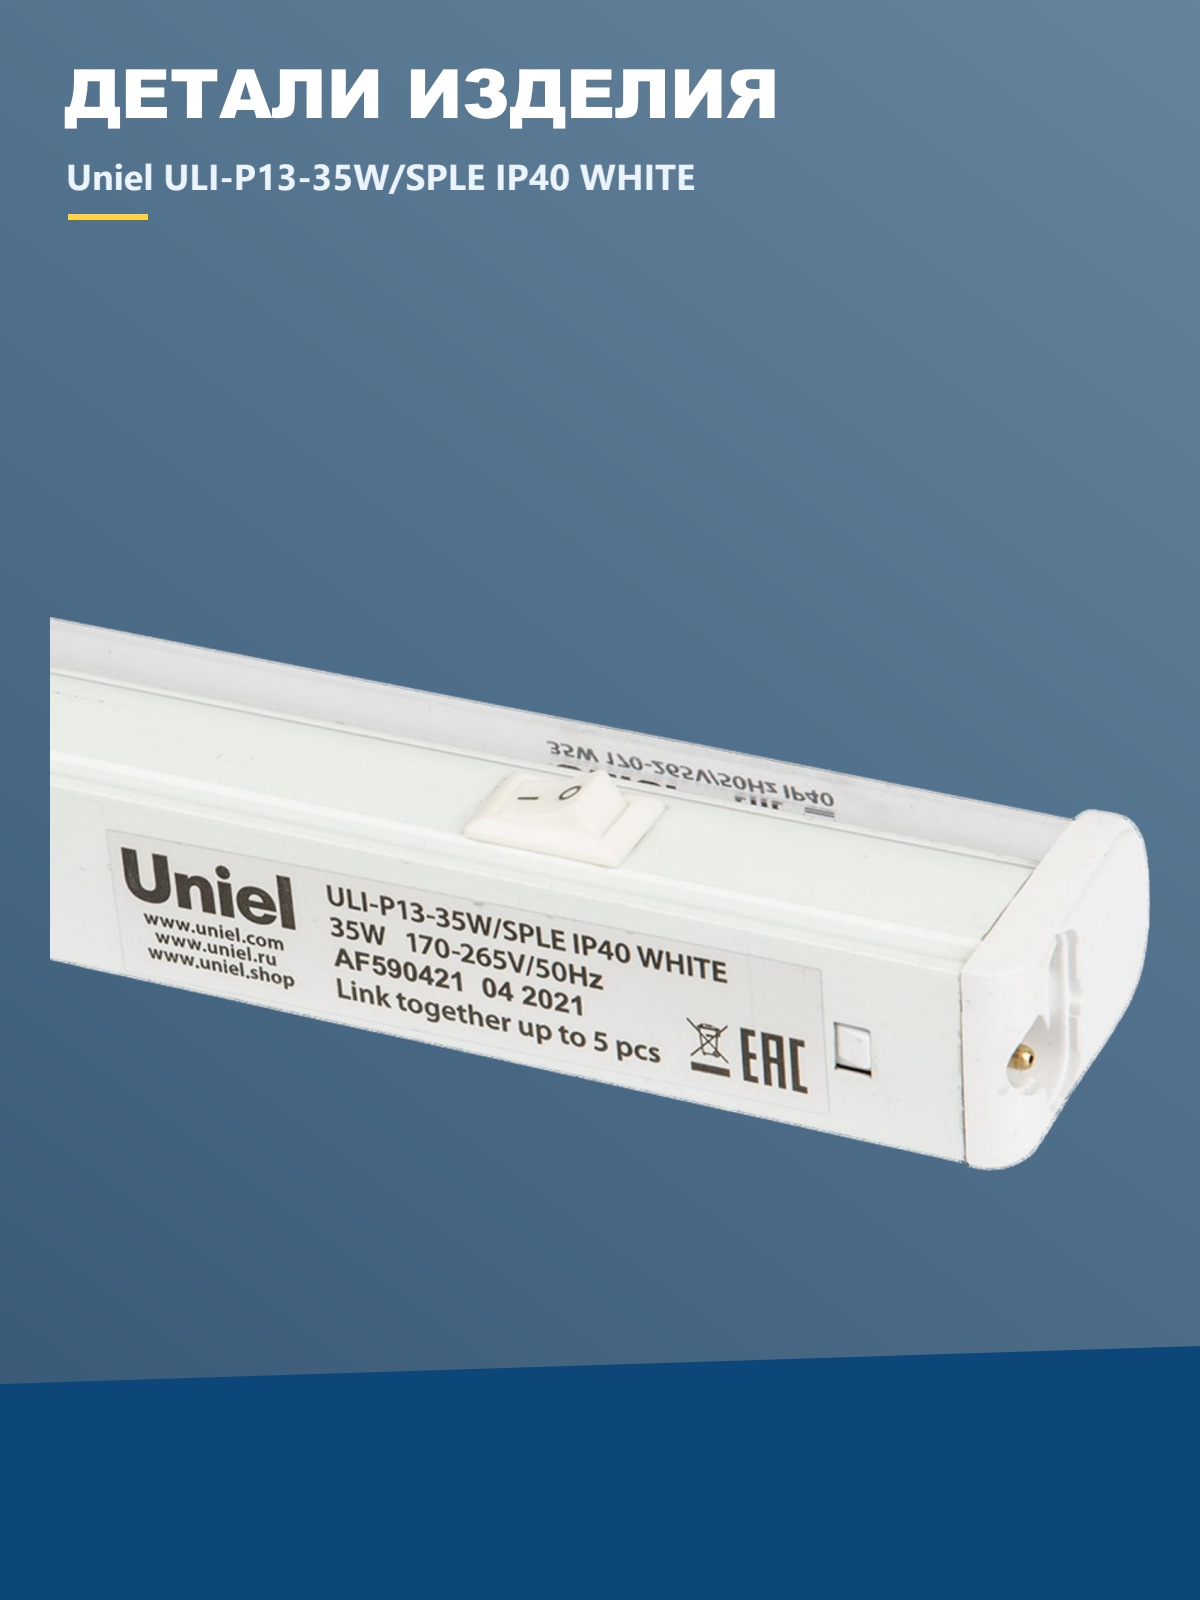 ДЕТАЛИ ИЗДЕЛИЯ
Uniel ULI-P13-35W/SPLE IP40 WHITE
35W 170-265V/50Hz IP40
I O
Uniel
www.uniel.com
www.uniel.ru
www.uniel.shop
ULI-P13-35W/SPLE IP40 WHITE
35W 170-265V/50Hz
AF590421 04 2021
Link together up to 5 pcs
EAC